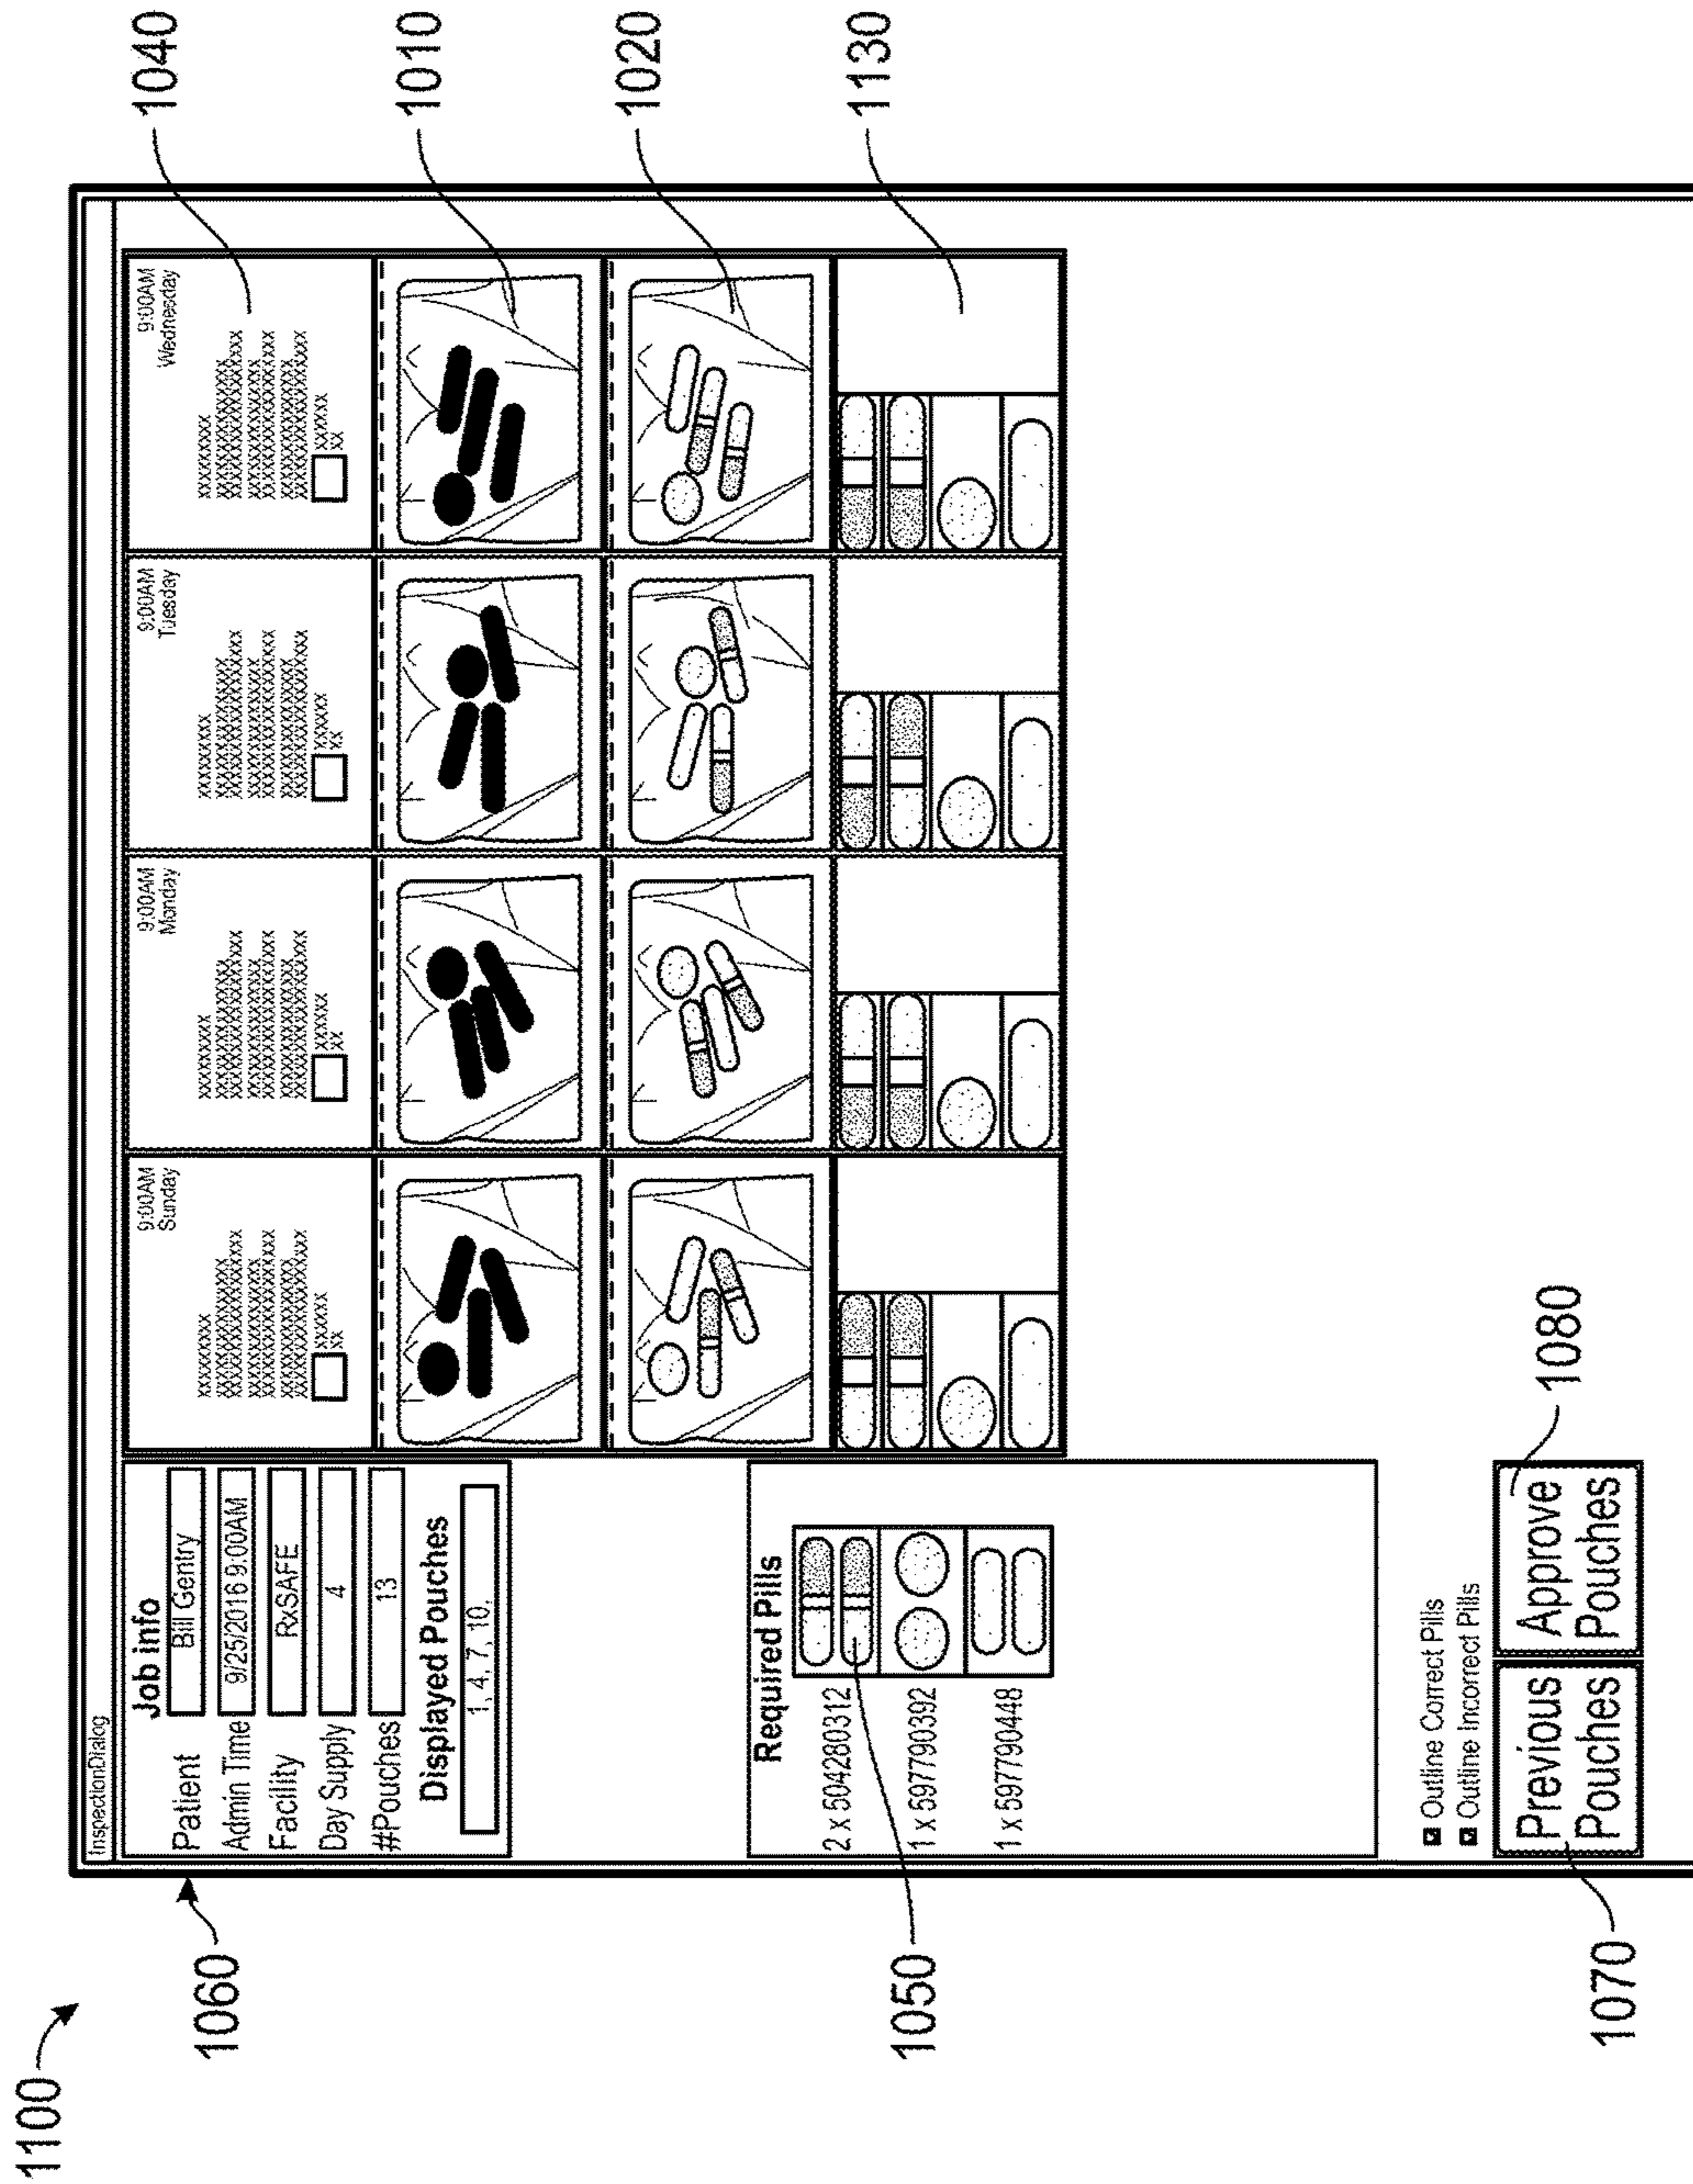 1100
1060
InspectionDialog
Job info
Patient Bill Gentry
Admin Time 9/25/2016 9:00AM
Facility RxSAFE
Day Supply 4
#Pouches 13
Displayed Pouches
1, 4, 7, 10,
9:00AM
Sunday
9:00AM
Monday
9:00AM
Tuesday
9:00AM
Wednesday
1040
1010
1020
1130
Required Pills
2 x 504280312
1 x 597790392
1 x 597790448
1050
Outline Correct Pills
Outline Incorrect Pills
Previous
Pouches
Approve
Pouches
1080
1070